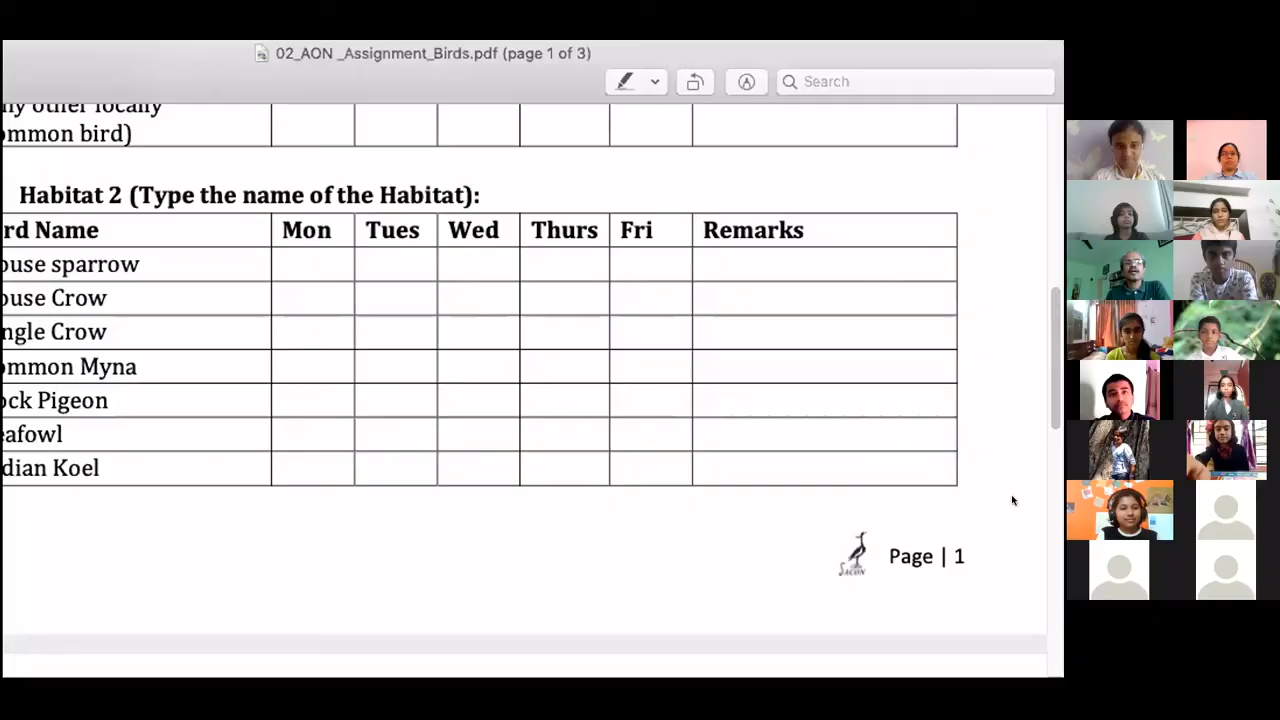 02_AON _Assignment_Birds.pdf (page 1 of 3)
Search
ny other locally
ommon bird)
Habitat 2 (Type the name of the Habitat):
rd Name Mon Tues Wed Thurs Fri Remarks
ouse sparrow
ouse Crow
ngle Crow
ommon Myna
ock Pigeon
eafowl
dian Koel
SACON
Page | 1